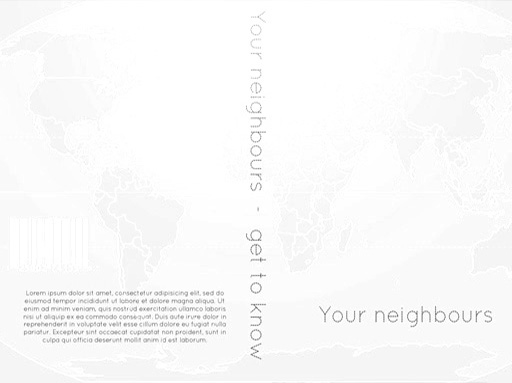 Your neighbours - get to know
Lorem ipsum dolor sit amet, consectetur adipisicing elit, sed do
eiusmod tempor incididunt ut labore et dolore magna aliqua. Ut
enim ad minim veniam, quis nostrud exercitation ullamco laboris
nisi ut aliquip ex ea commodo consequat. Duis aute irure dolor in
reprehenderit in voluptate velit esse cillum dolore eu fugiat nulla
pariatur. Excepteur sint occaecat cupidatat non proident, sunt in
culpa qui officia deserunt mollit anim id est laborum.
Your neighbours